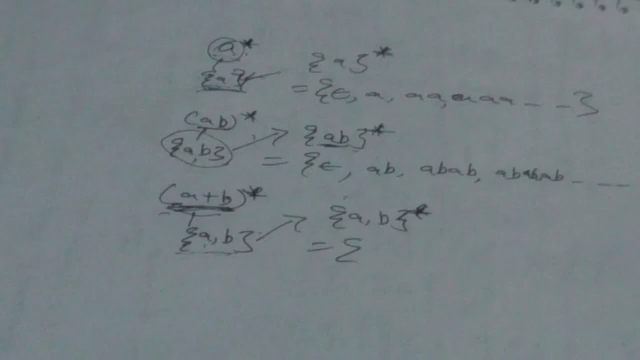 a*
{a} {a}*
= {ϵ, a, aa, aaa - - -}
(ab)*
{ab} {ab}*
= {ϵ, ab, abab, ababab - - -
(a+b)*
{a,b} {a,b}*
= {